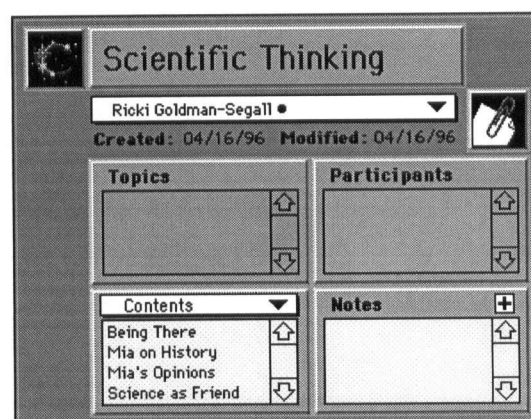 Scientific Thinking
Ricki Goldman-Segall ●
Created: 04/16/96 Modified: 04/16/96
Topics
Participants
Contents
Being There
Mia on History
Mia's Opinions
Science as Friend
Notes